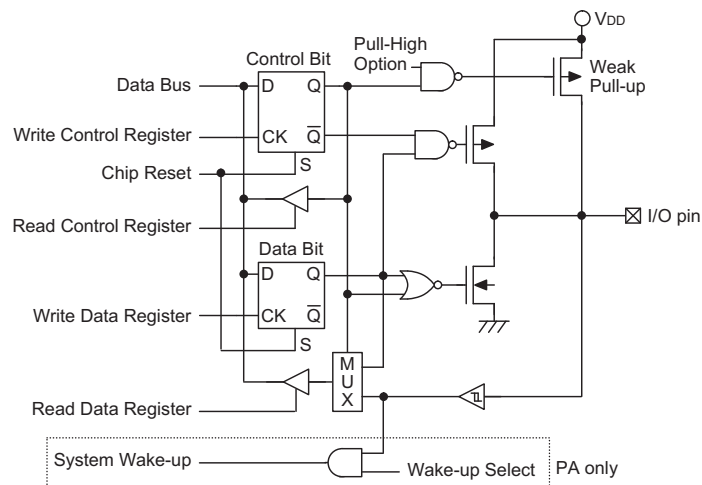 VDD
Control Bit
Pull-High
Option
Weak
Pull-up
Data Bus
D
Q
Write Control Register
CK
Q̅
Chip Reset
S
I/O pin
Read Control Register
Data Bit
D
Q
Write Data Register
CK
Q̅
S
M
U
X
Read Data Register
System Wake-up
Wake-up Select
PA only